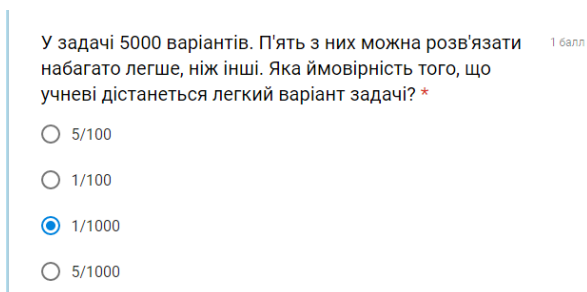 У задачі 5000 варіантів. П'ять з них можна розв'язати 1 балл
набагато легше, ніж інші. Яка ймовірність того, що
учневі дістанеться легкий варіант задачі? *
5/100
1/100
1/1000
5/1000